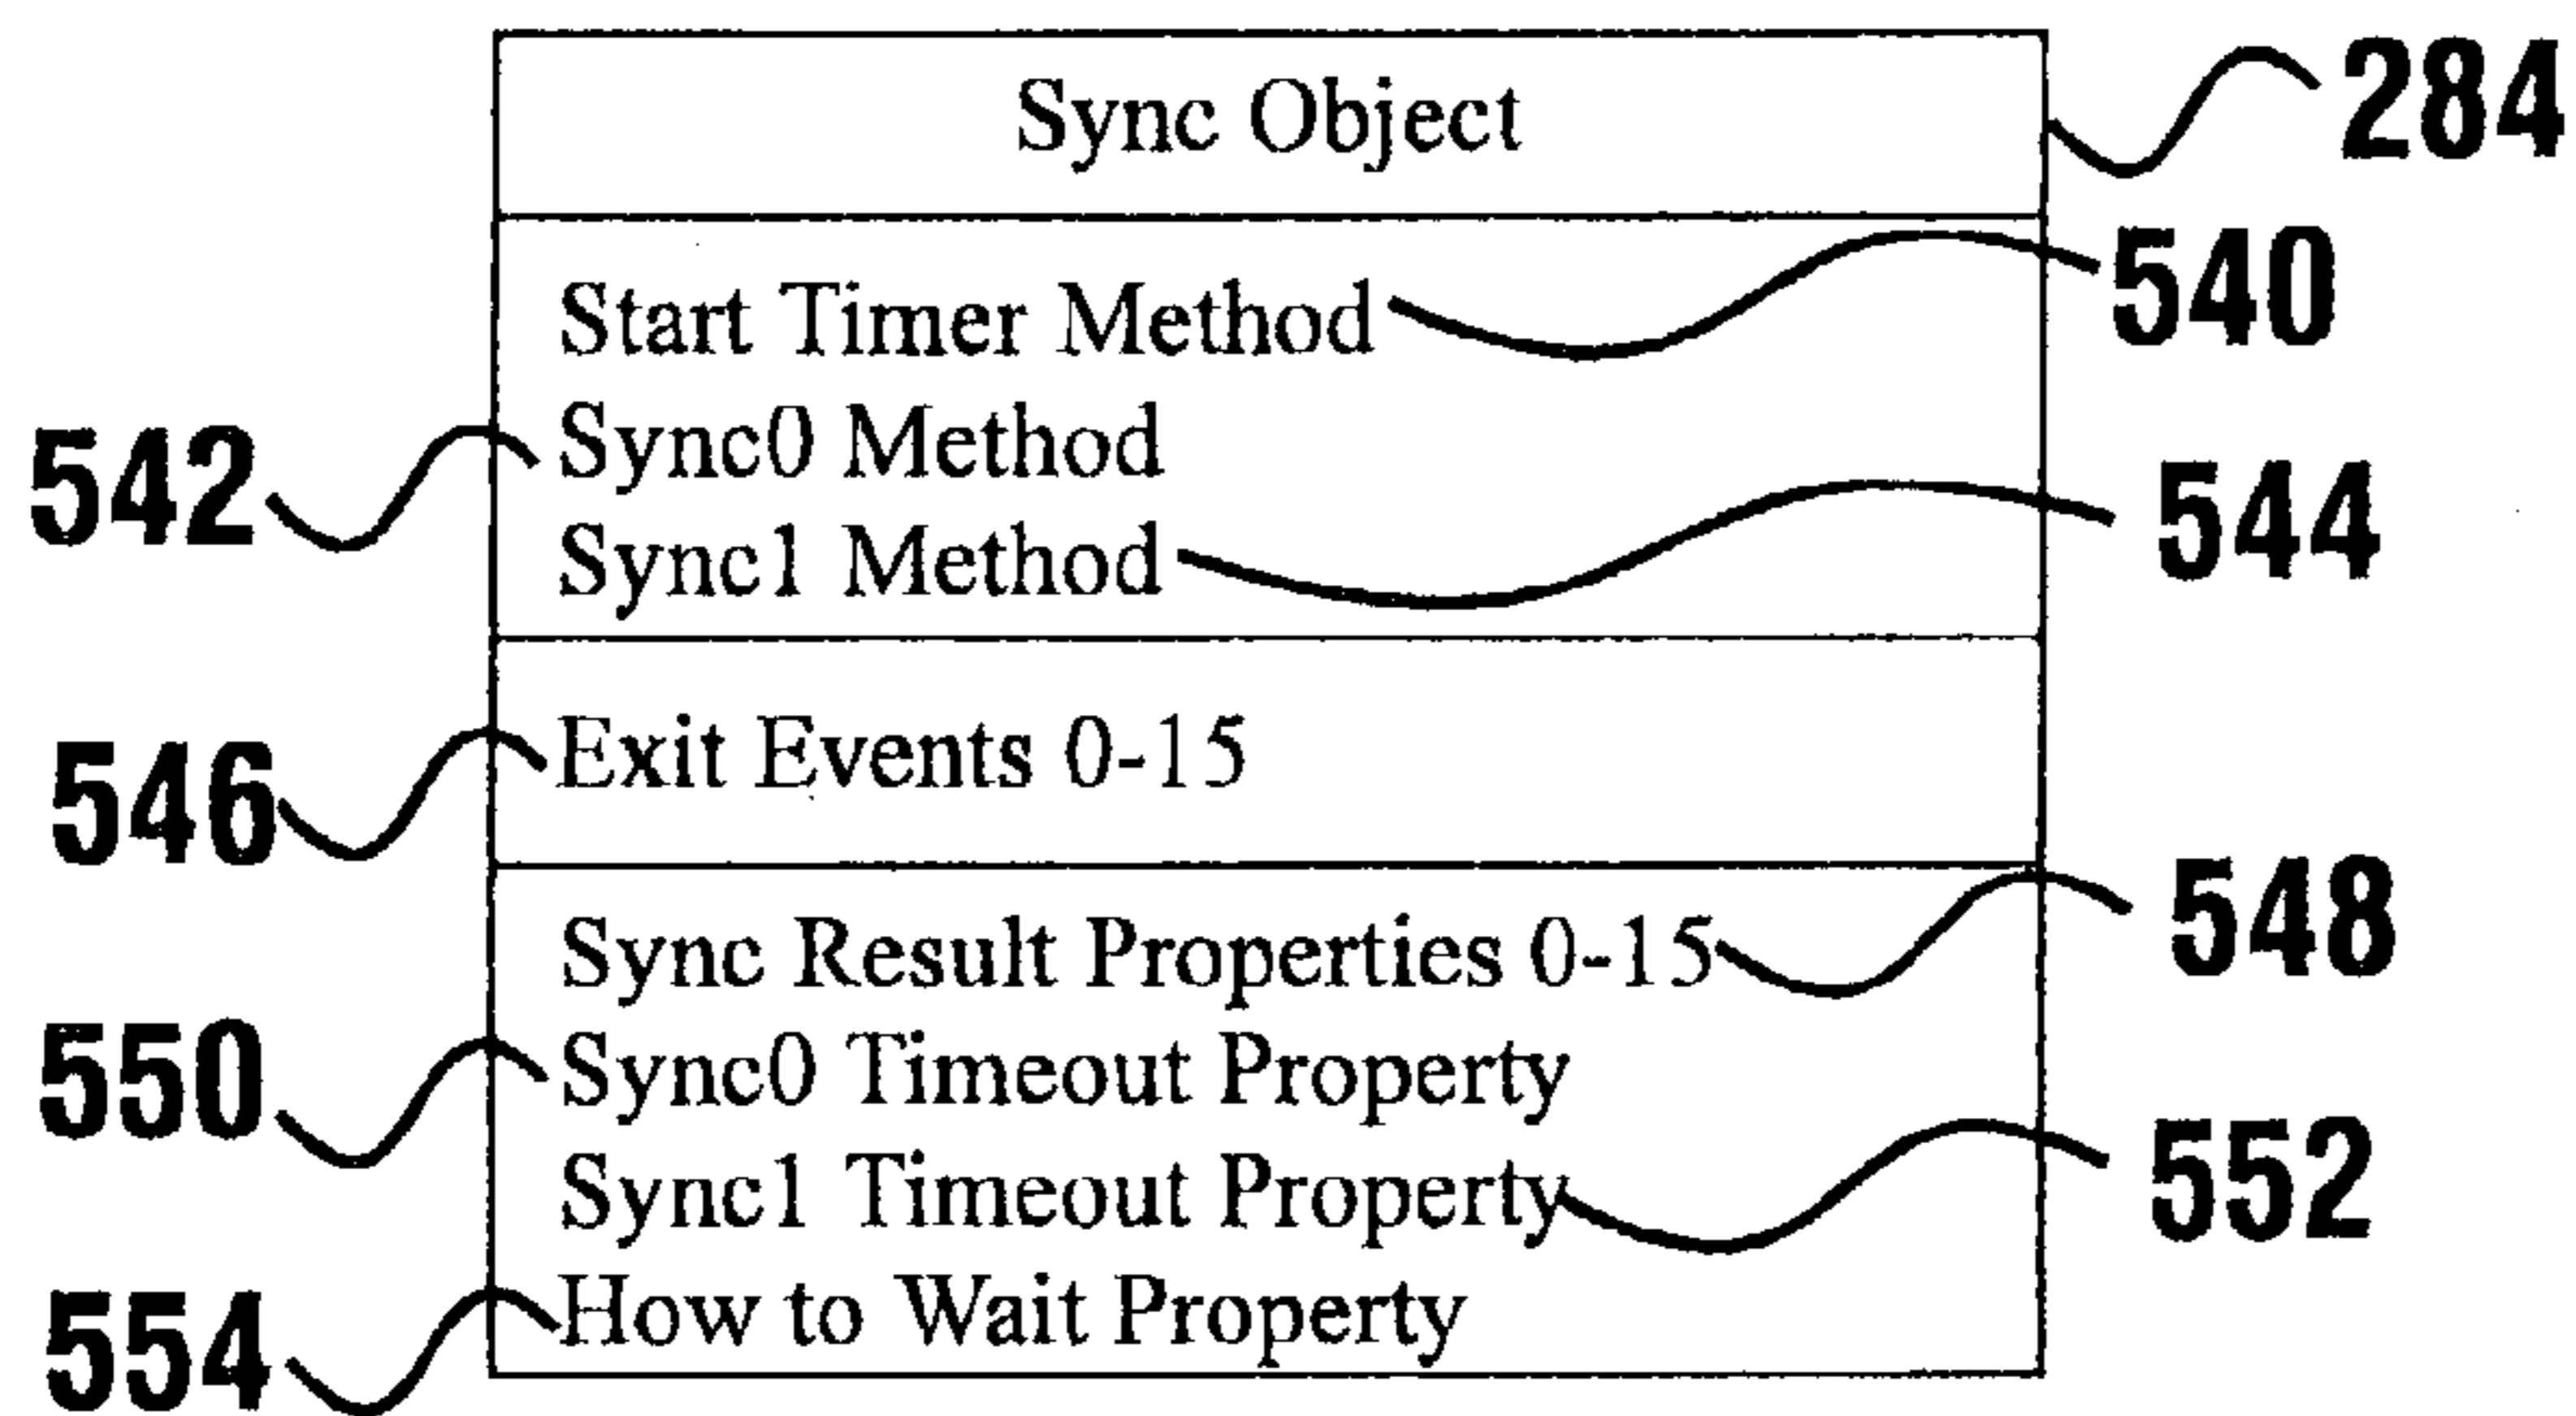 Sync Object
284
Start Timer Method
540
542
Sync0 Method
Sync1 Method
544
546
Exit Events 0-15
Sync Result Properties 0-15
548
550
Sync0 Timeout Property
Sync1 Timeout Property
552
554
How to Wait Property